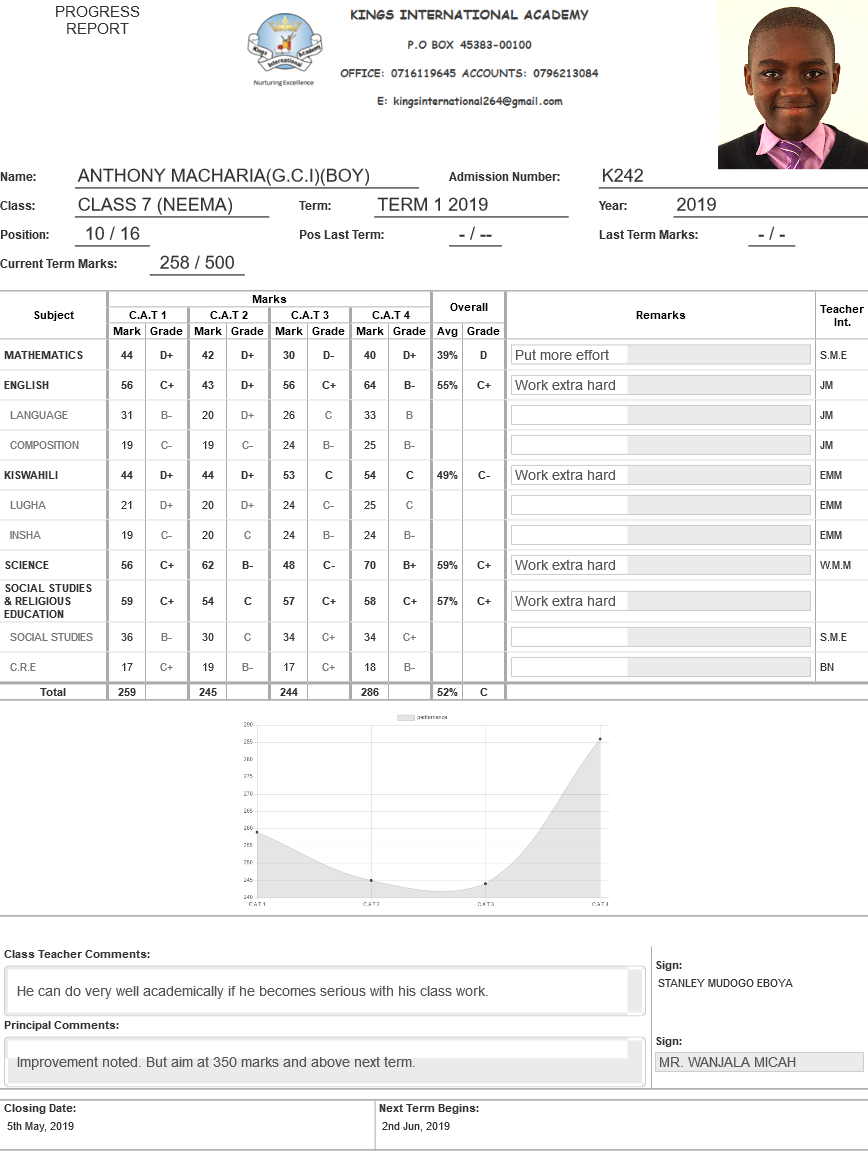 PROGRESS
REPORT
KINGS INTERNATIONAL ACADEMY
P.O BOX 45383-00100
OFFICE: 0716119645 ACCOUNTS: 0796213084
E: kingsinternational264@gmail.com
Kings International Academy
Nurturing Excellence
Name: ANTHONY MACHARIA(G.C.I)(BOY) Admission Number: K242
Class: CLASS 7 (NEEMA) Term: TERM 1 2019 Year: 2019
Position: 10 / 16 Pos Last Term: - / -- Last Term Marks: - / -
Current Term Marks: 258 / 500
Subject Marks Overall Remarks Teacher Int.
C.A.T 1 C.A.T 2 C.A.T 3 C.A.T 4
Mark Grade Mark Grade Mark Grade Mark Grade Avg Grade
MATHEMATICS 44 D+ 42 D+ 30 D- 40 D+ 39% D Put more effort S.M.E
ENGLISH 56 C+ 43 D+ 56 C+ 64 B- 55% C+ Work extra hard JM
LANGUAGE 31 B- 20 D+ 26 C 33 B JM
COMPOSITION 19 C- 19 C- 24 B- 25 B- JM
KISWAHILI 44 D+ 44 D+ 53 C 54 C 49% C- Work extra hard EMM
LUGHA 21 D+ 20 D+ 24 C- 25 C EMM
INSHA 19 C- 20 C 24 B- 24 B- EMM
SCIENCE 56 C+ 62 B- 48 C- 70 B+ 59% C+ Work extra hard W.M.M
SOCIAL STUDIES
& RELIGIOUS
EDUCATION 59 C+ 54 C 57 C+ 58 C+ 57% C+ Work extra hard
SOCIAL STUDIES 36 B- 30 C 34 C+ 34 C+ S.M.E
C.R.E 17 C+ 19 B- 17 C+ 18 B- BN
Total 259 245 244 286 52% C
performance
290
285
280
275
270
265
260
255
250
245
240
CAT1 CAT2 CAT3 CAT4
Class Teacher Comments:
He can do very well academically if he becomes serious with his class work.
Sign:
STANLEY MUDOGO EBOYA
Principal Comments:
Improvement noted. But aim at 350 marks and above next term.
Sign:
MR. WANJALA MICAH
Closing Date: Next Term Begins:
5th May, 2019 2nd Jun, 2019